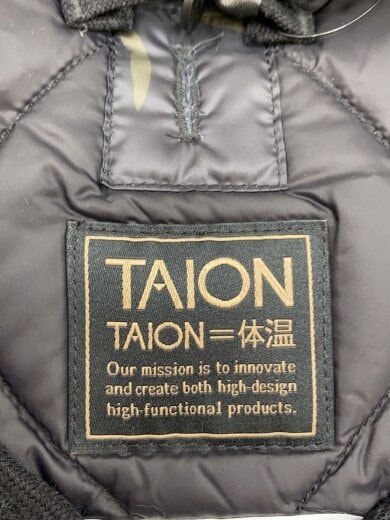 TAION
TAION=体温
Our mission is to innovate
and create both high-design
high-functional products.